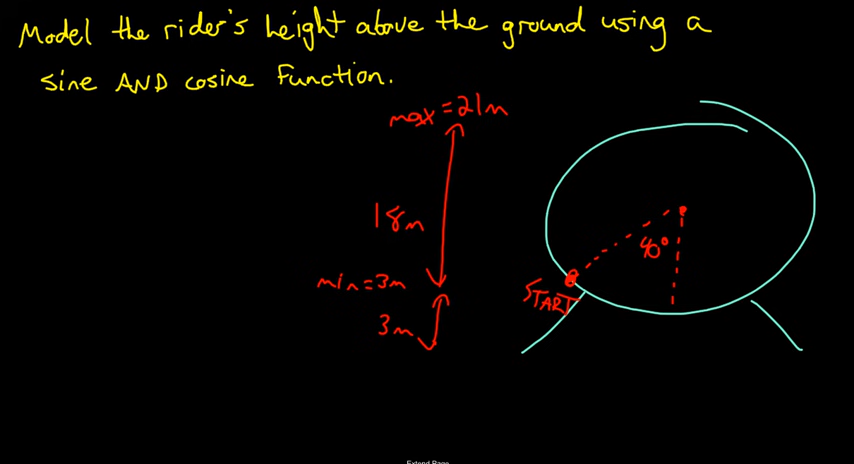 Model the rider's height above the ground using a
sine AND cosine function.
max = 21m
18m
40°
min = 3m
START
3m
Extend Page